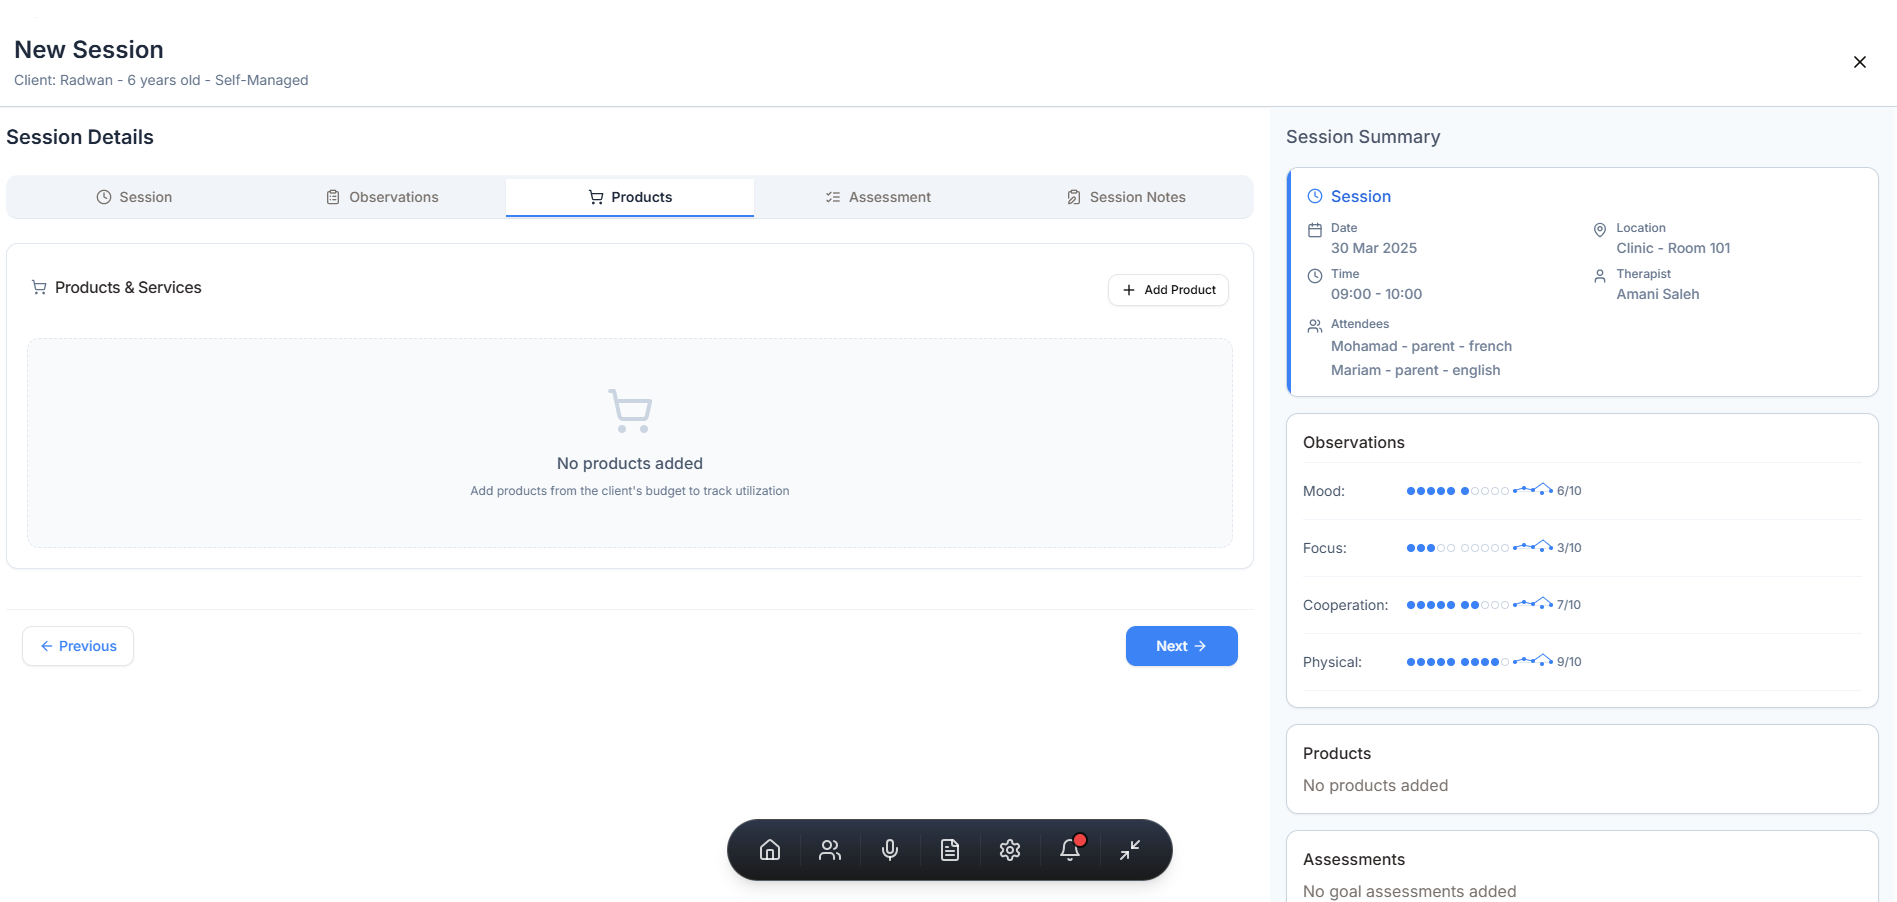 New Session
Client: Radwan - 6 years old - Self-Managed
Session Details
Session
Observations
Products
Assessment
Session Notes
Products & Services
Add Product
No products added
Add products from the client's budget to track utilization
Previous
Next
Session Summary
Session
Date
30 Mar 2025
Location
Clinic - Room 101
Time
09:00 - 10:00
Therapist
Amani Saleh
Attendees
Mohamad - parent - french
Mariam - parent - english
Observations
Mood: 6/10
Focus: 3/10
Cooperation: 7/10
Physical: 9/10
Products
No products added
Assessments
No goal assessments added